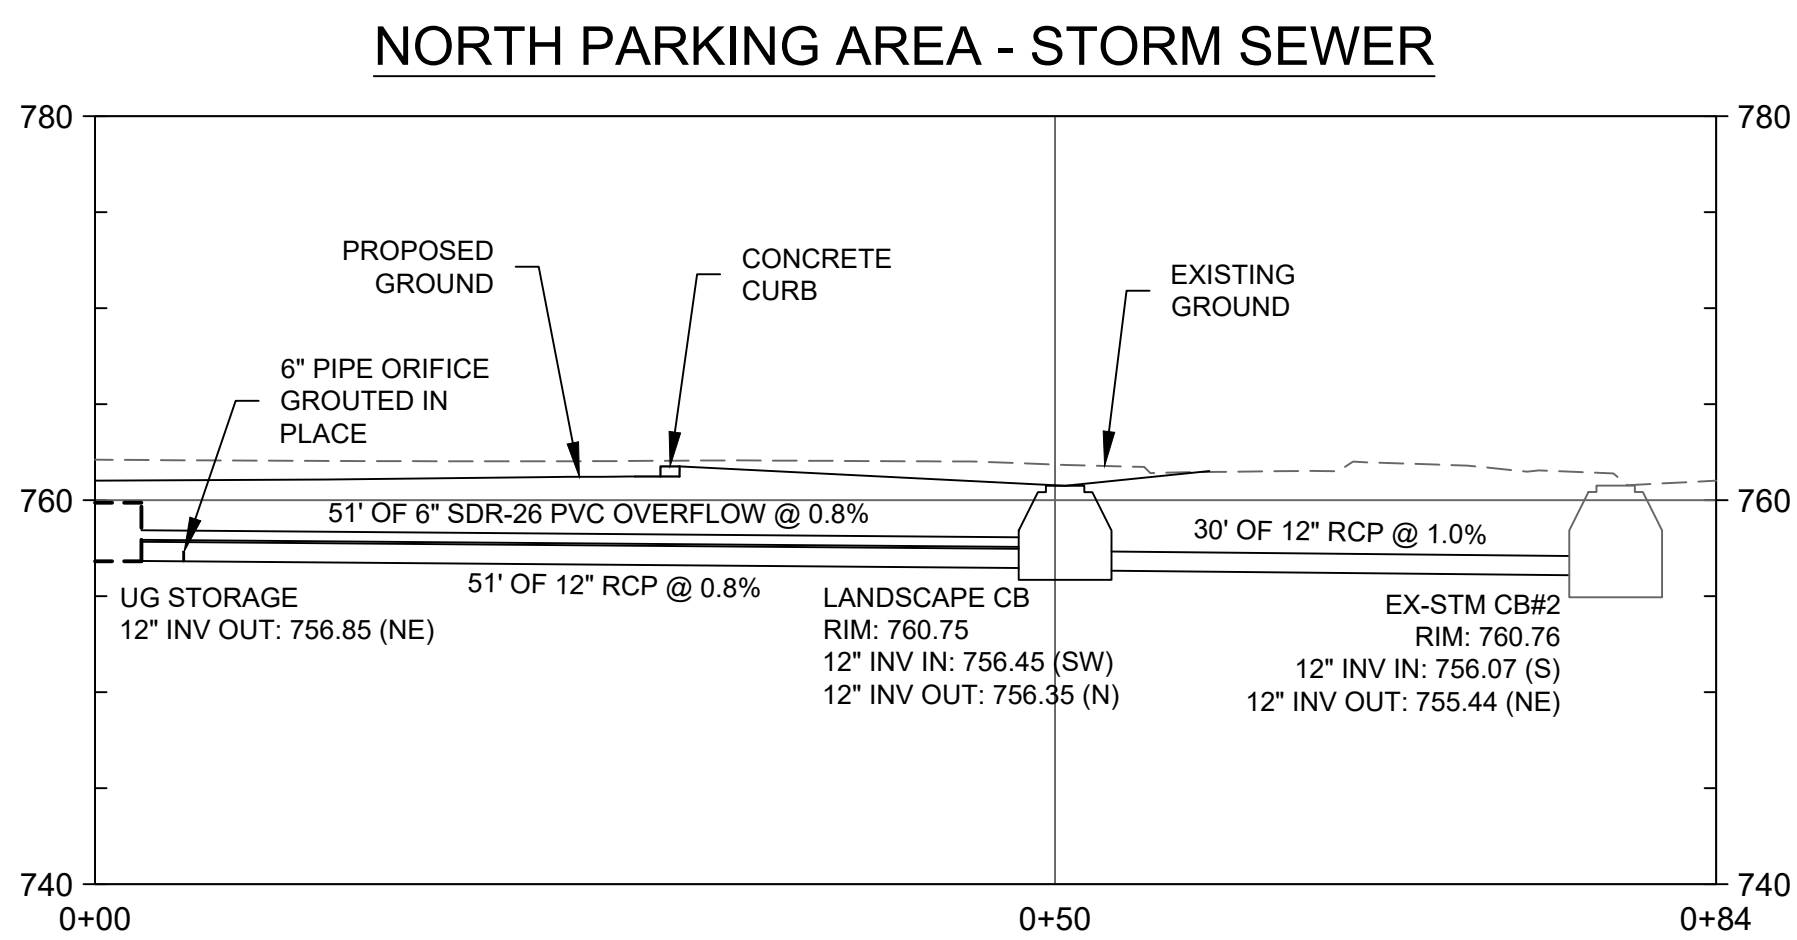 NORTH PARKING AREA - STORM SEWER
780
780
PROPOSED
GROUND
CONCRETE
CURB
EXISTING
GROUND
6" PIPE ORIFICE
GROUTED IN
PLACE
760
760
51' OF 6" SDR-26 PVC OVERFLOW @ 0.8%
30' OF 12" RCP @ 1.0%
51' OF 12" RCP @ 0.8%
UG STORAGE
12" INV OUT: 756.85 (NE)
LANDSCAPE CB
RIM: 760.75
12" INV IN: 756.45 (SW)
12" INV OUT: 756.35 (N)
EX-STM CB#2
RIM: 760.76
12" INV IN: 756.07 (S)
12" INV OUT: 755.44 (NE)
740
740
0+00
0+50
0+84